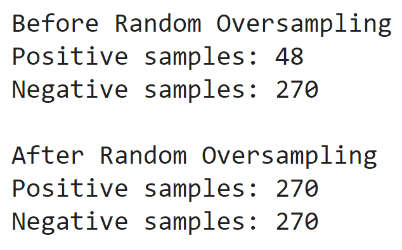 Before Random Oversampling
Positive samples: 48
Negative samples: 270

After Random Oversampling
Positive samples: 270
Negative samples: 270